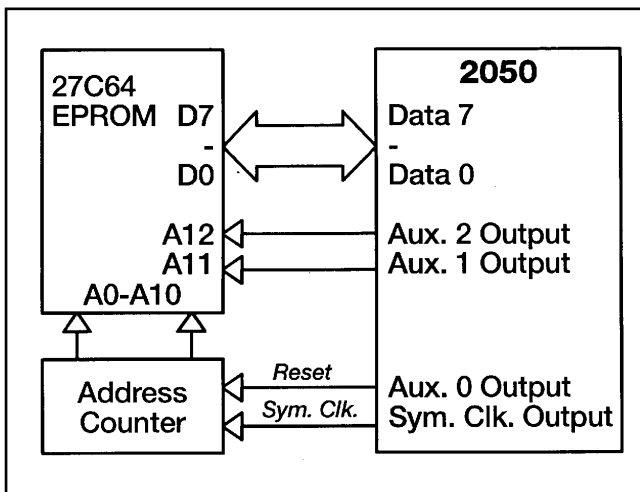 2050
27C64
EPROM D7
-
D0
Data 7
-
Data 0
A12
A11
A0-A10
Aux. 2 Output
Aux. 1 Output
Address
Counter
Reset
Sym. Clk.
Aux. 0 Output
Sym. Clk. Output